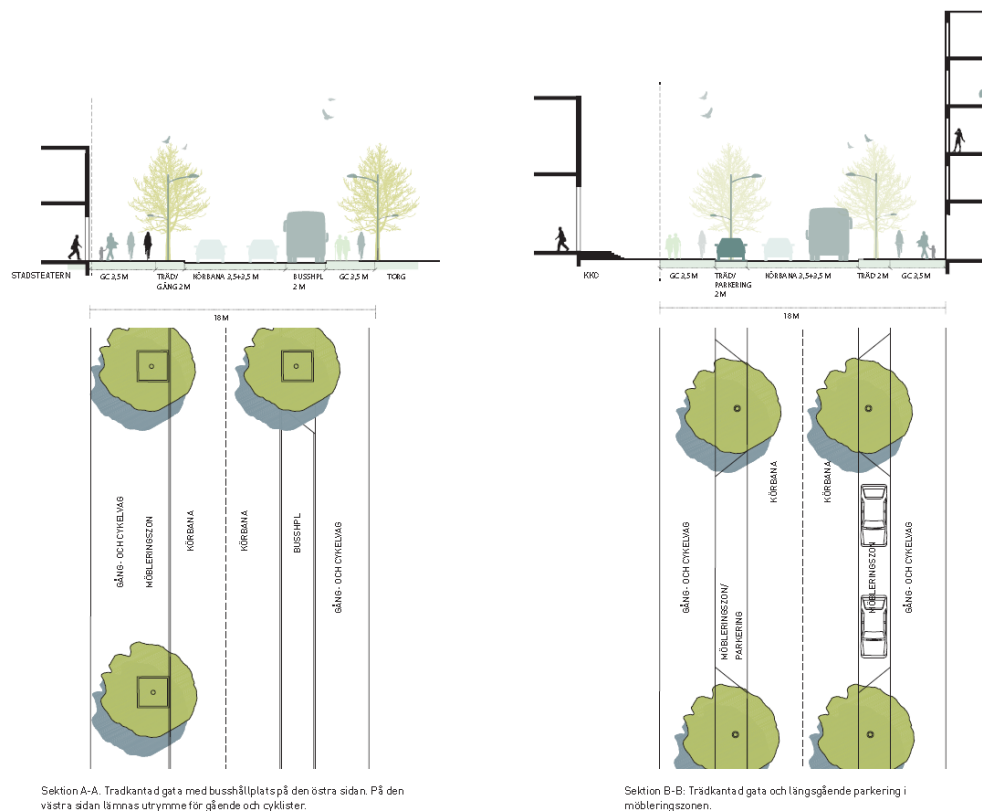 STADSTEATERN
GC 3,5 M
TRÄD/
GÅNG 2 M
KÖRBANA 3,5+3,5 M
BUSSHPL
2 M
GC 3,5 M
TORG
18 M
GÅNG- OCH CYKELVÄG
MÖBLERINGSZON
KÖRBANA
KÖRBANA
BUSSHPL
GÅNG- OCH CYKELVÄG
Sektion A-A. Tradkantad gata med busshållplats på den östra sidan. På den
västra sidan lämnas utrymme för gående och cyklister.
KKO
GC 3,5 M
TRÄD/
PARKERING
2 M
KÖRBANA 3,5+3,5 M
TRÄD 2 M
GC 3,5 M
18 M
GÅNG- OCH CYKELVÄG
MÖBLERINGSZON/
PARKERING
KÖRBANA
KÖRBANA
MÖBLERINGSZON
GÅNG- OCH CYKELVÄG
Sektion B-B: Trädkantad gata och längsgående parkering i
möbleringszonen.